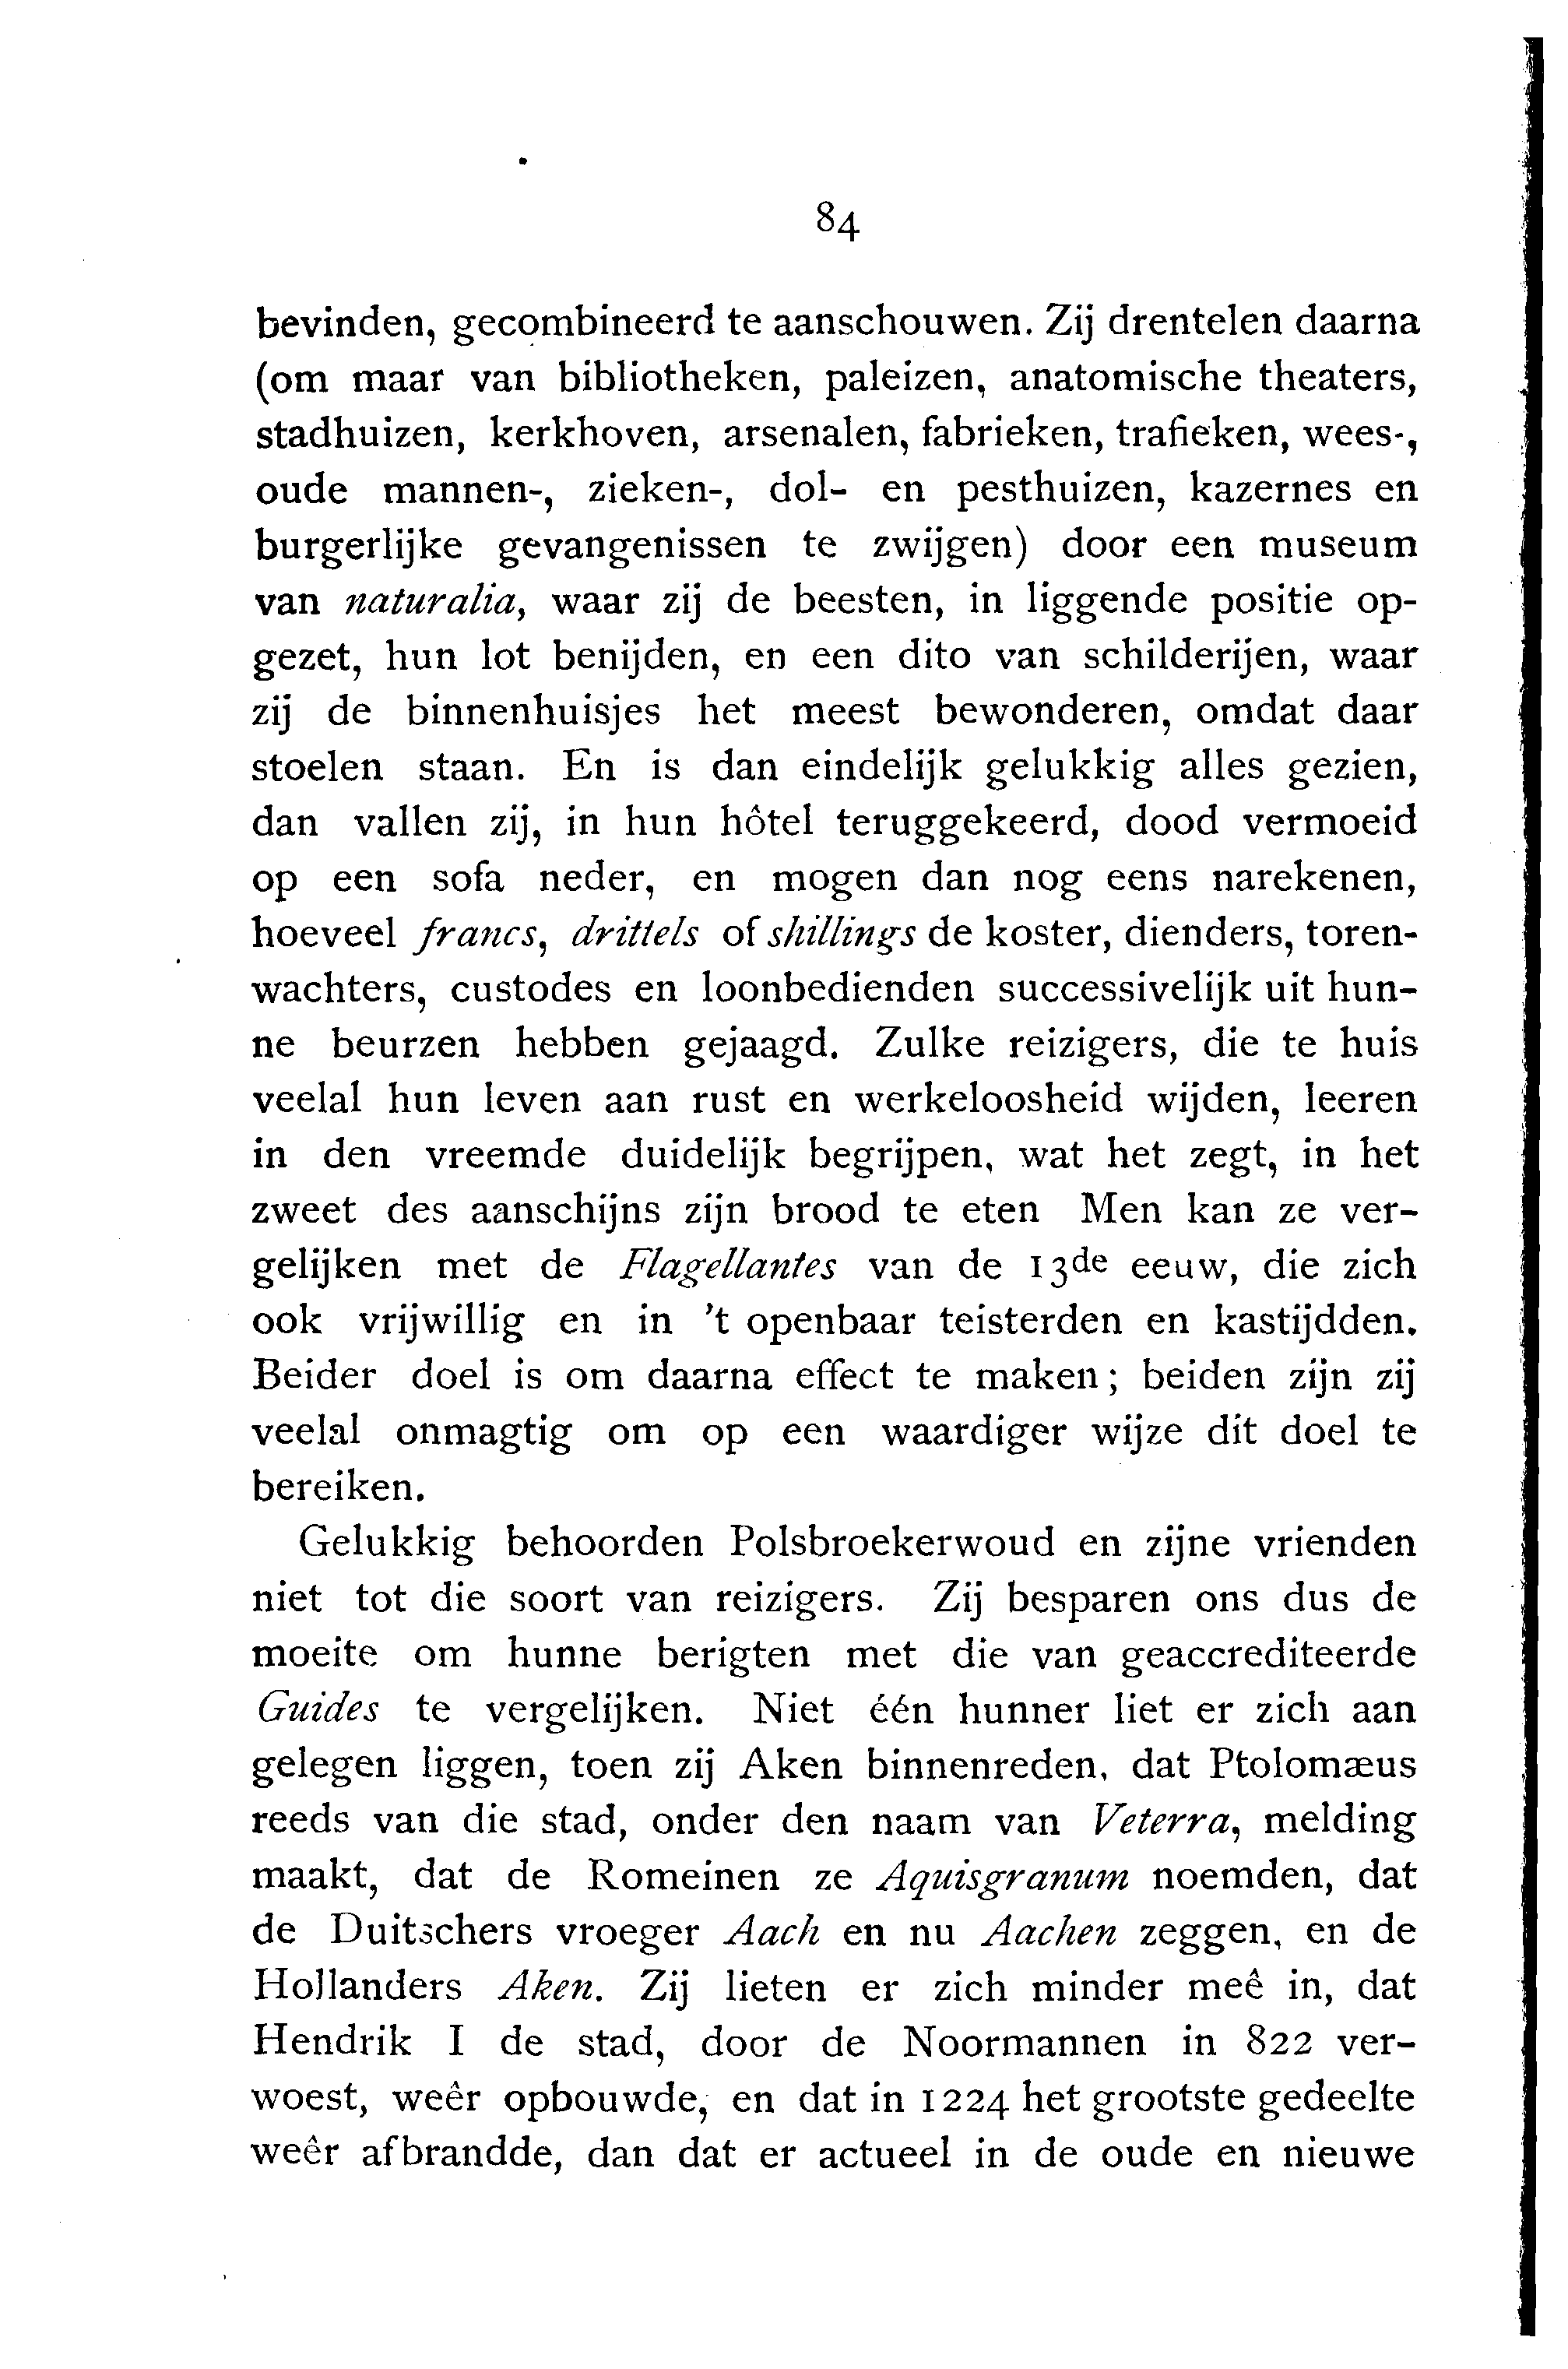 84
bevinden, gecombineerd te aanschouwen. Zij drentelen daarna
(om maar van bibliotheken, paleizen, anatomische theaters,
stadhuizen, kerkhoven, arsenalen, fabrieken, trafieken, wees-,
oude mannen-, zieken-, dol- en pesthuizen, kazernes en
burgerlijke gevangenissen te zwijgen) door een museum
van naturalia, waar zij de beesten, in liggende positie op-
gezet, hun lot benijden, en een dito van schilderijen, waar
zij de binnenhuisjes het meest bewonderen, omdat daar
stoelen staan. En is dan eindelijk gelukkig alles gezien,
dan vallen zij, in hun hôtel teruggekeerd, dood vermoeid
op een sofa neder, en mogen dan nog eens narekenen,
hoeveel francs, drittels of shillings de koster, dienders, toren-
wachters, custodes en loonbedienden successivelijk uit hun-
ne beurzen hebben gejaagd. Zulke reizigers, die te huis
veelal hun leven aan rust en werkeloosheid wijden, leeren
in den vreemde duidelijk begrijpen, wat het zegt, in het
zweet des aanschijns zijn brood te eten Men kan ze ver-
gelijken met de Flagellantes van de 13de eeuw, die zich
ook vrijwillig en in 't openbaar teisterden en kastijdden.
Beider doel is om daarna effect te maken; beiden zijn zij
veelal onmagtig om op een waardiger wijze dit doel te
bereiken.
Gelukkig behoorden Polsbroekerwoud en zijne vrienden
niet tot die soort van reizigers. Zij besparen ons dus de
moeite om hunne berigten met die van geaccrediteerde
Guides te vergelijken. Niet één hunner liet er zich aan
gelegen liggen, toen zij Aken binnenreden, dat Ptolomæus
reeds van die stad, onder den naam van Veterra, melding
maakt, dat de Romeinen ze Aquisgranum noemden, dat
de Duitschers vroeger Aach en nu Aachen zeggen, en de
Hollanders Aken. Zij lieten er zich minder meê in, dat
Hendrik I de stad, door de Noormannen in 822 ver-
woest, weêr opbouwde, en dat in 1224 het grootste gedeelte
weêr afbrandde, dan dat er actueel in de oude en nieuwe